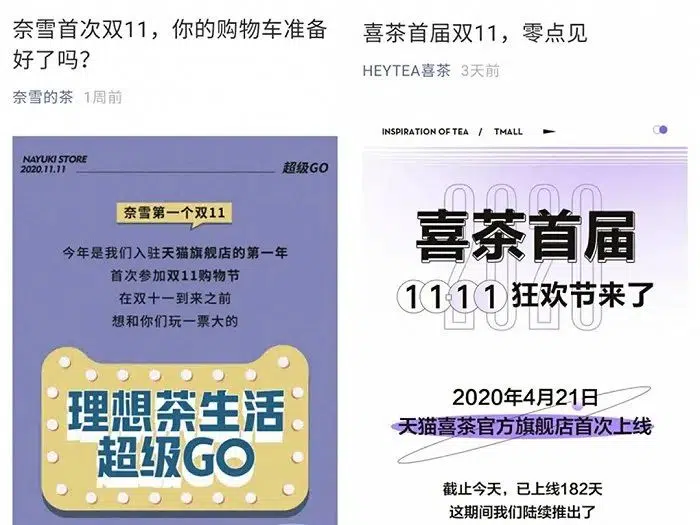 奈雪首次双11，你的购物车准备
好了吗？
奈雪的茶 1周前
NAYUKI STORE
2020.11.11
超级GO
奈雪第一个双11
今年是我们入驻天猫旗舰店的第一年
首次参加双11购物节
在双十一到来之前
想和你们玩一票大的
理想茶生活
超级GO
喜茶首届双11，零点见
HEYTEA喜茶 3天前
INSPIRATION OF TEA / TMALL
2020
喜茶首届
11·11 狂欢节来了
2020年4月21日
天猫喜茶官方旗舰店首次上线
截止今天，已上线182天
这期间我们陆续推出了